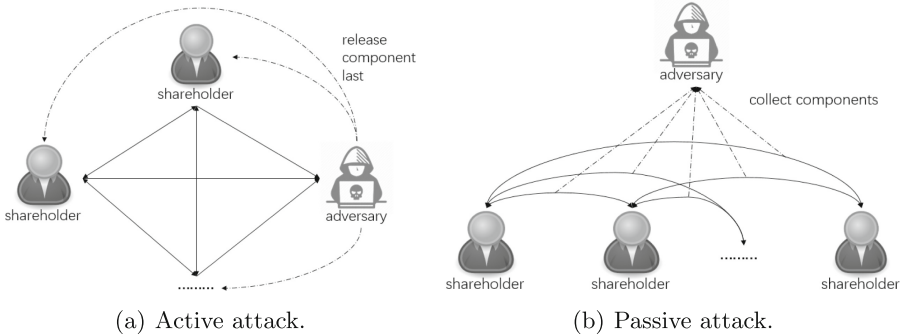 release
component
last
shareholder
shareholder
adversary
.........
(a) Active attack.
adversary
collect components
.........
shareholder
shareholder
shareholder
(b) Passive attack.